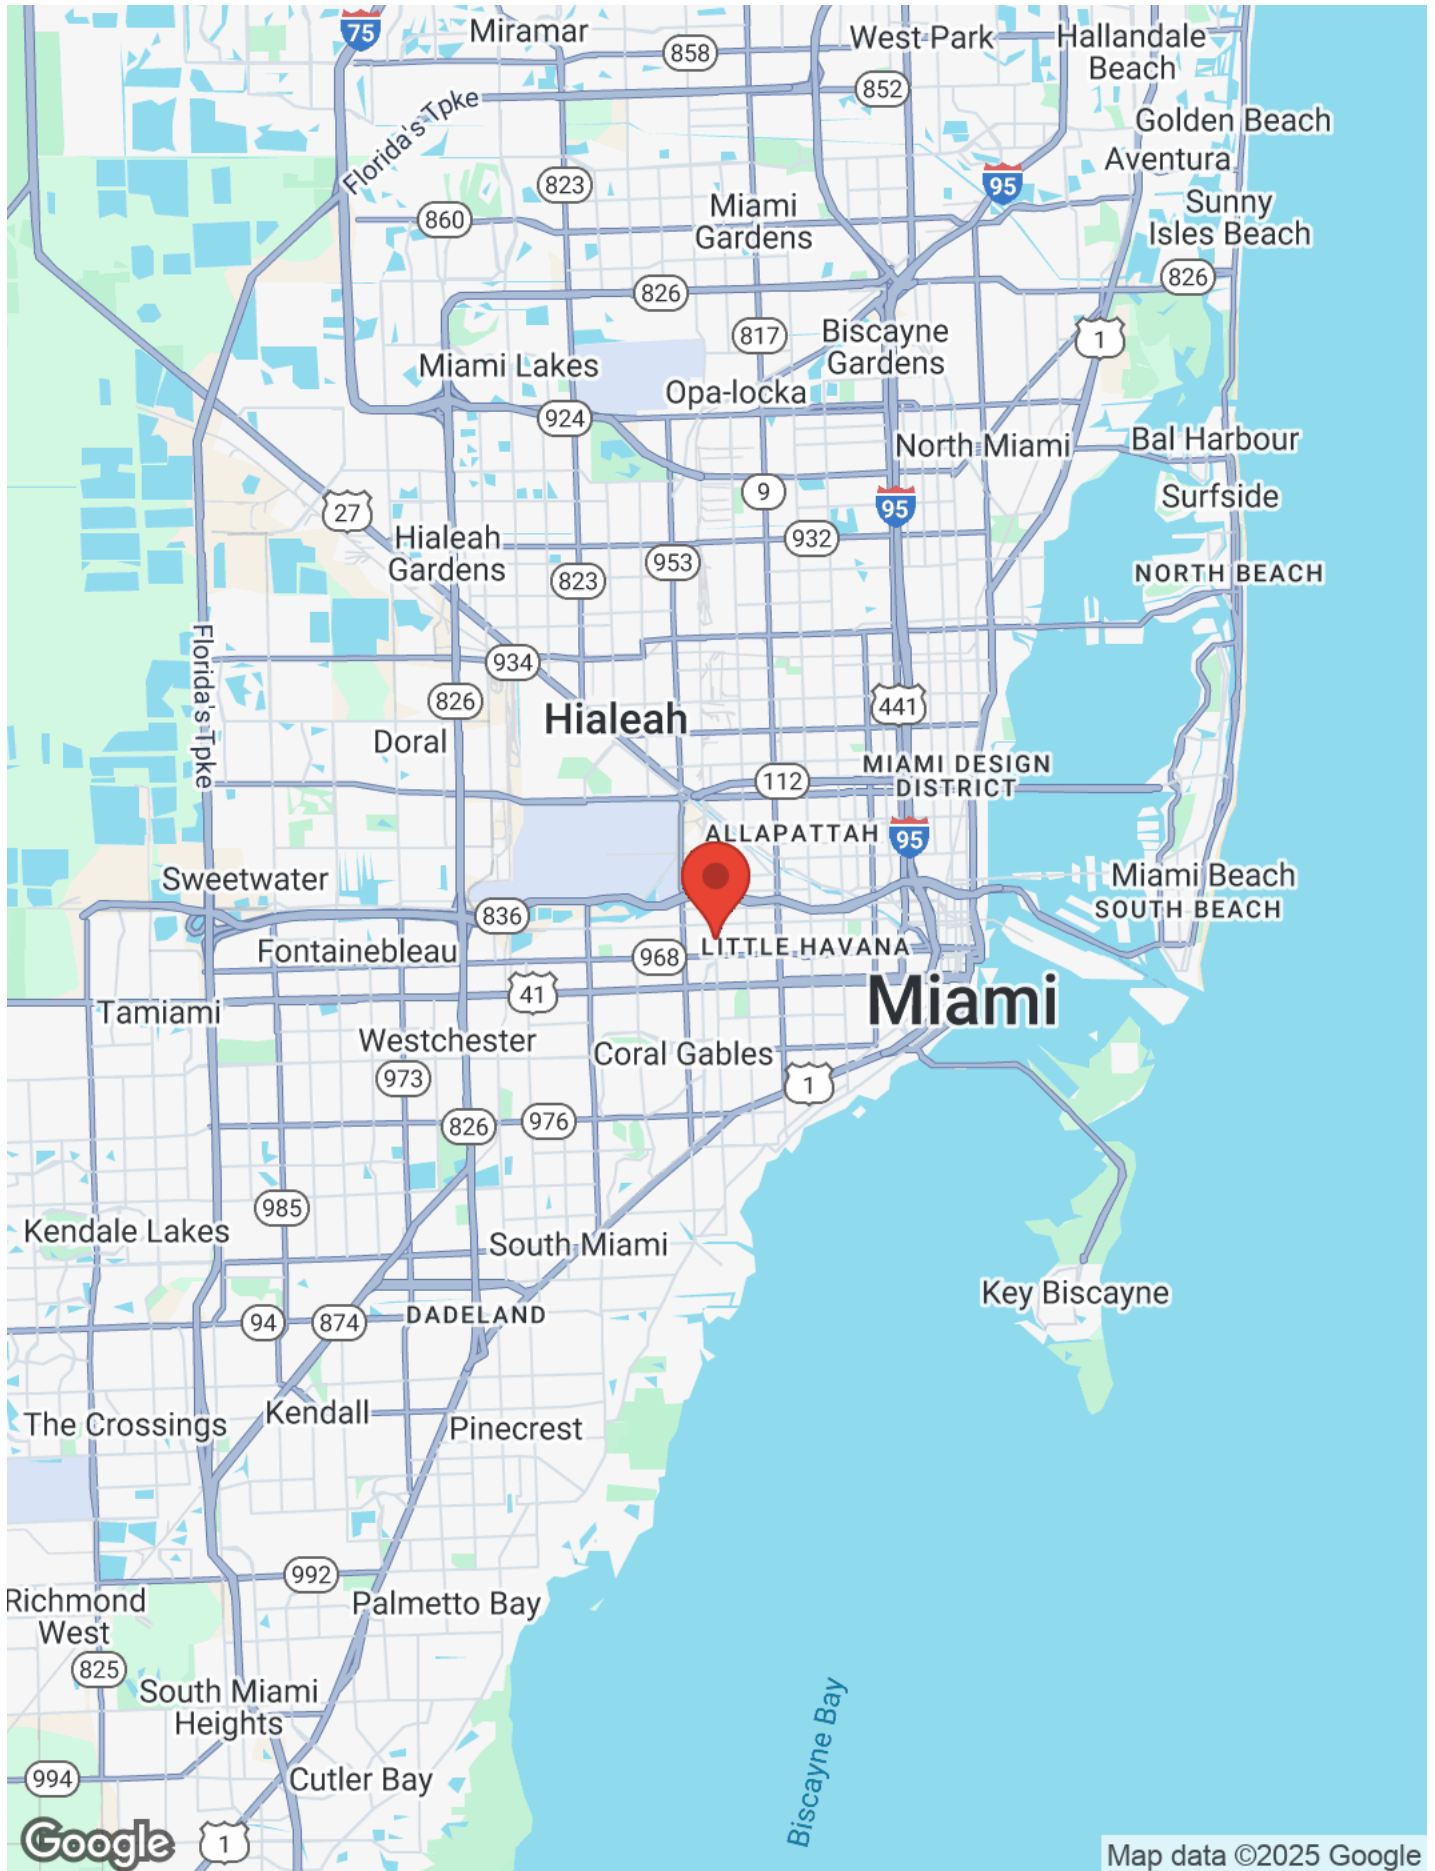 75
Miramar
858
West Park
Hallandale
Beach
852
Florida's Tpke
Golden Beach
Aventura
95
823
860
Miami
Gardens
Sunny
Isles Beach
826
826
817
Biscayne
Gardens
1
Miami Lakes
Opa-locka
924
North Miami
Bal Harbour
9
Surfside
27
95
Hialeah
Gardens
932
953
823
NORTH BEACH
Florida's Tpke
934
826
441
Hialeah
Doral
MIAMI DESIGN
DISTRICT
112
ALLAPATTAH
95
Sweetwater
Miami Beach
SOUTH BEACH
836
Fontainebleau
968
LITTLE HAVANA
41
Miami
Tamiami
Westchester
Coral Gables
973
1
826
976
985
Kendale Lakes
South Miami
Key Biscayne
94
874
DADELAND
The Crossings
Kendall
Pinecrest
992
Richmond
West
Palmetto Bay
825
South Miami
Heights
Biscayne Bay
994
Cutler Bay
Google
1
Map data ©2025 Google